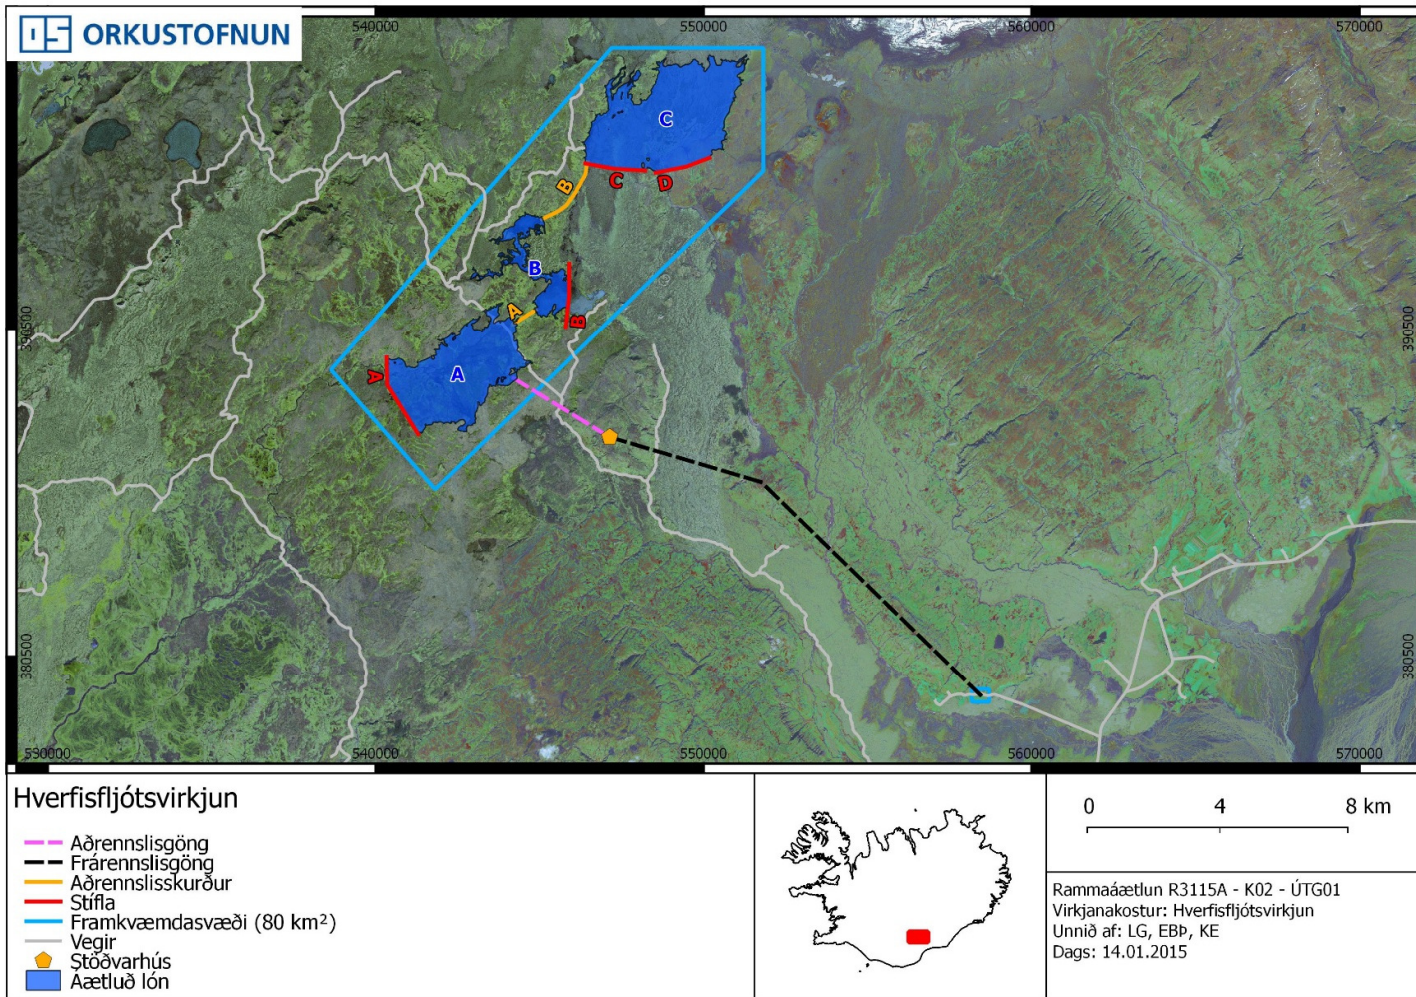 ORKUSTOFNUN
540000
550000
560000
570000
C
B
C
D
B
A
B
A
A
390500
390500
380500
380500
530000
540000
550000
560000
570000
Hverfisfljótsvirkjun
Aðrennslisgöng
Frárennslisgöng
Aðrennslisskurður
Stífla
Framkvæmdasvæði (80 km²)
Vegir
Stöðvarhús
Áætluð lón
0 4 8 km
Rammaáætlun R3115A - K02 - ÚTG01
Virkjanakostur: Hverfisfljótsvirkjun
Unnið af: LG, EBÞ, KE
Dags: 14.01.2015